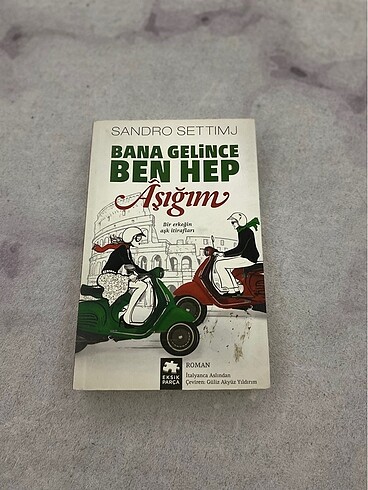 SANDRO SETTIMJ
BANA GELİNCE
BEN HEP
Âşığım
Bir erkeğin
aşk itirafları
ROMAN
İtalyanca Aslından
Çeviren: Güliz Akyüz Yıldırım
EKSİK
PARÇA